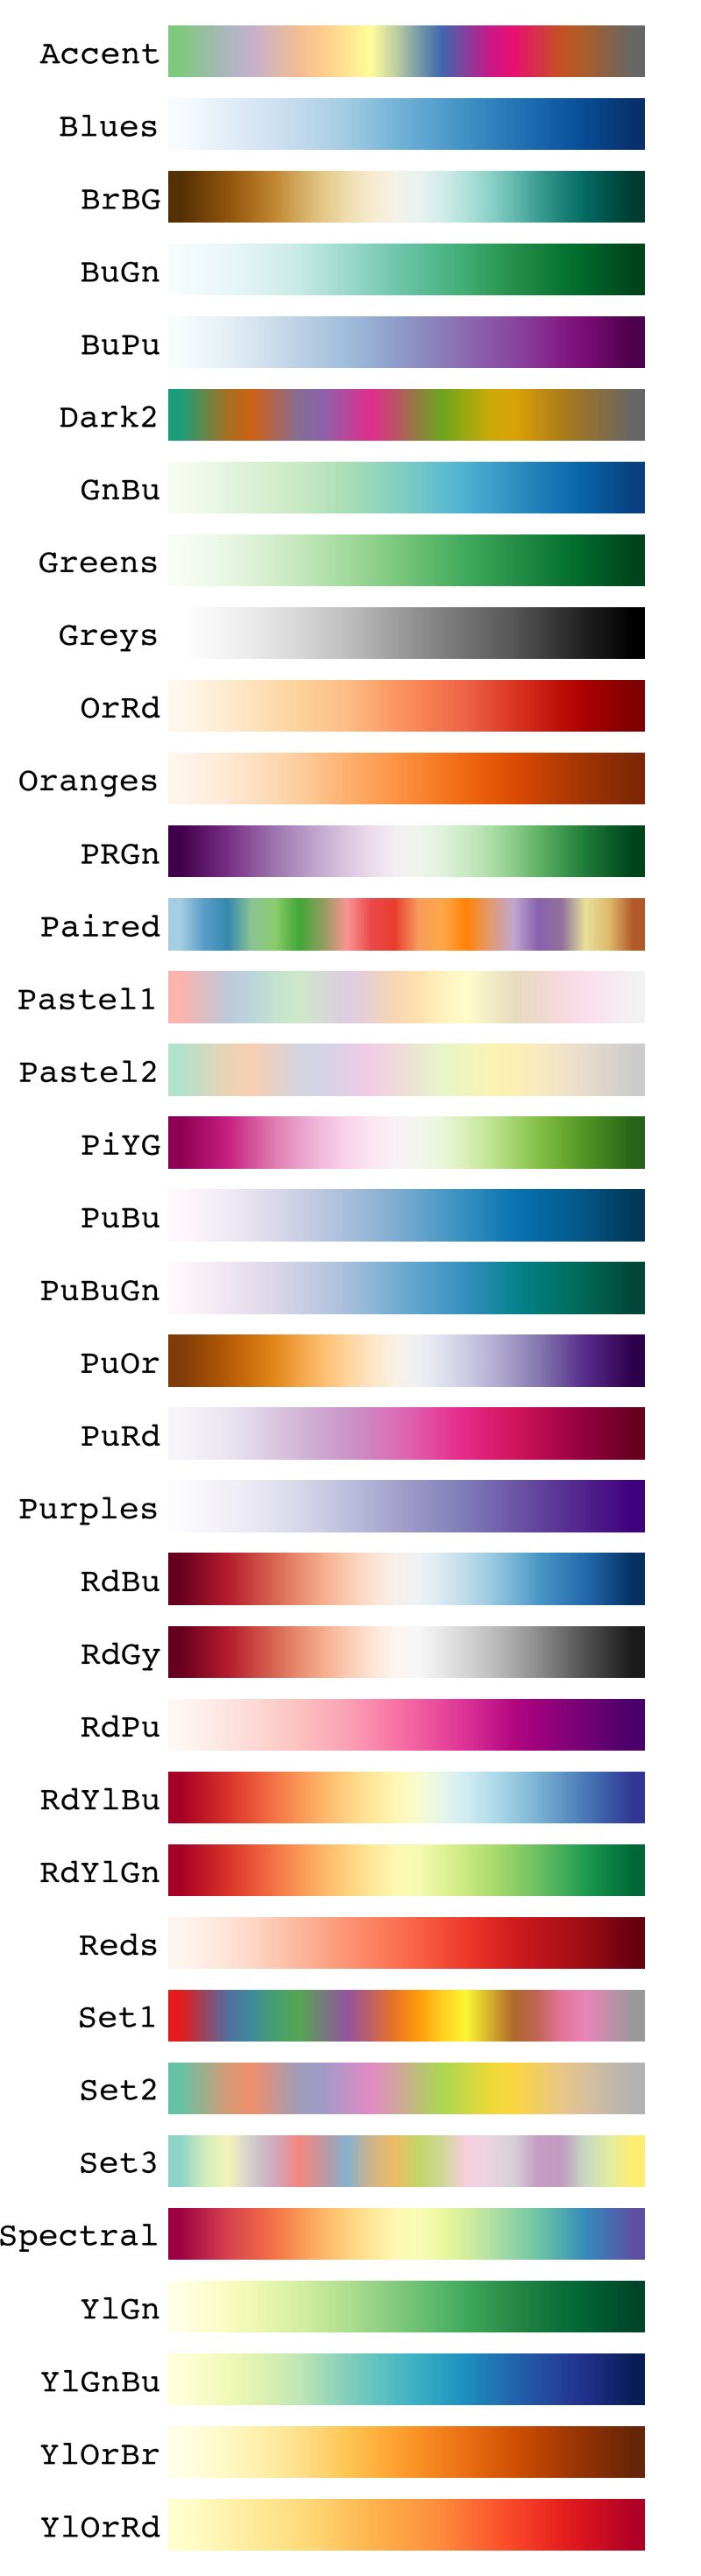 Accent
Blues
BrBG
BuGn
BuPu
Dark2
GnBu
Greens
Greys
OrRd
Oranges
PRGn
Paired
Pastel1
Pastel2
PiYG
PuBu
PuBuGn
PuOr
PuRd
Purples
RdBu
RdGy
RdPu
RdYlBu
RdYlGn
Reds
Set1
Set2
Set3
Spectral
YlGn
YlGnBu
YlOrBr
YlOrRd